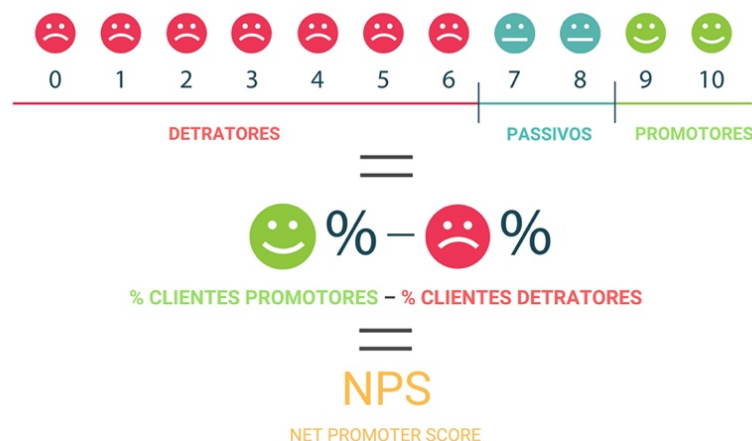 0 1 2 3 4 5 6 7 8 9 10
DETRATORES PASSIVOS PROMOTORES
=
% – %
% CLIENTES PROMOTORES – % CLIENTES DETRATORES
=
NPS
NET PROMOTER SCORE